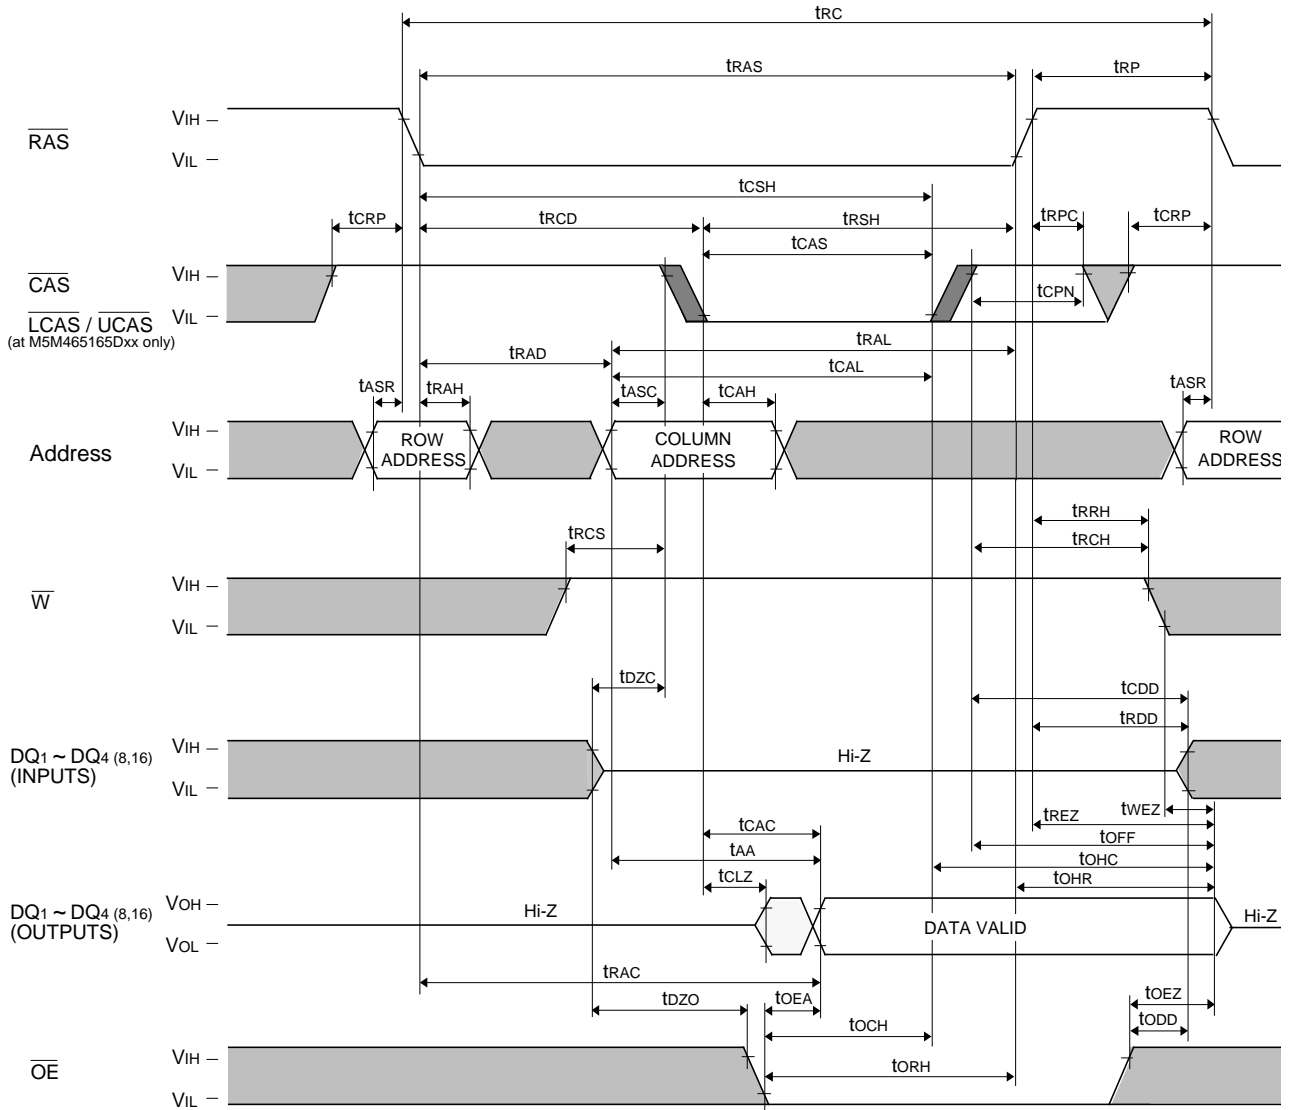 tRC
tRAS
tRP
RAS
VIH
VIL
tCSH
tCRP
tRCD
tRSH
tRPC
tCRP
tCAS
CAS
VIH
tCPN
LCAS / UCAS
VIL
(at M5M465165Dxx only)
tRAD
tRAL
tCAL
tASR
tRAH
tASC
tCAH
tASR
Address
VIH
VIL
ROW
ADDRESS
COLUMN
ADDRESS
ROW
ADDRESS
tRRH
tRCS
tRCH
W
VIH
VIL
tDZC
tCDD
tRDD
DQ1 ~ DQ4 (8,16)
(INPUTS)
VIH
VIL
Hi-Z
tWEZ
tREZ
tCAC
tOFF
tAA
tOHC
tCLZ
tOHR
DQ1 ~ DQ4 (8,16)
(OUTPUTS)
VOH
VOL
Hi-Z
DATA VALID
Hi-Z
tRAC
tDZO
tOEA
tOEZ
tOCH
tODD
OE
VIH
VIL
tORH